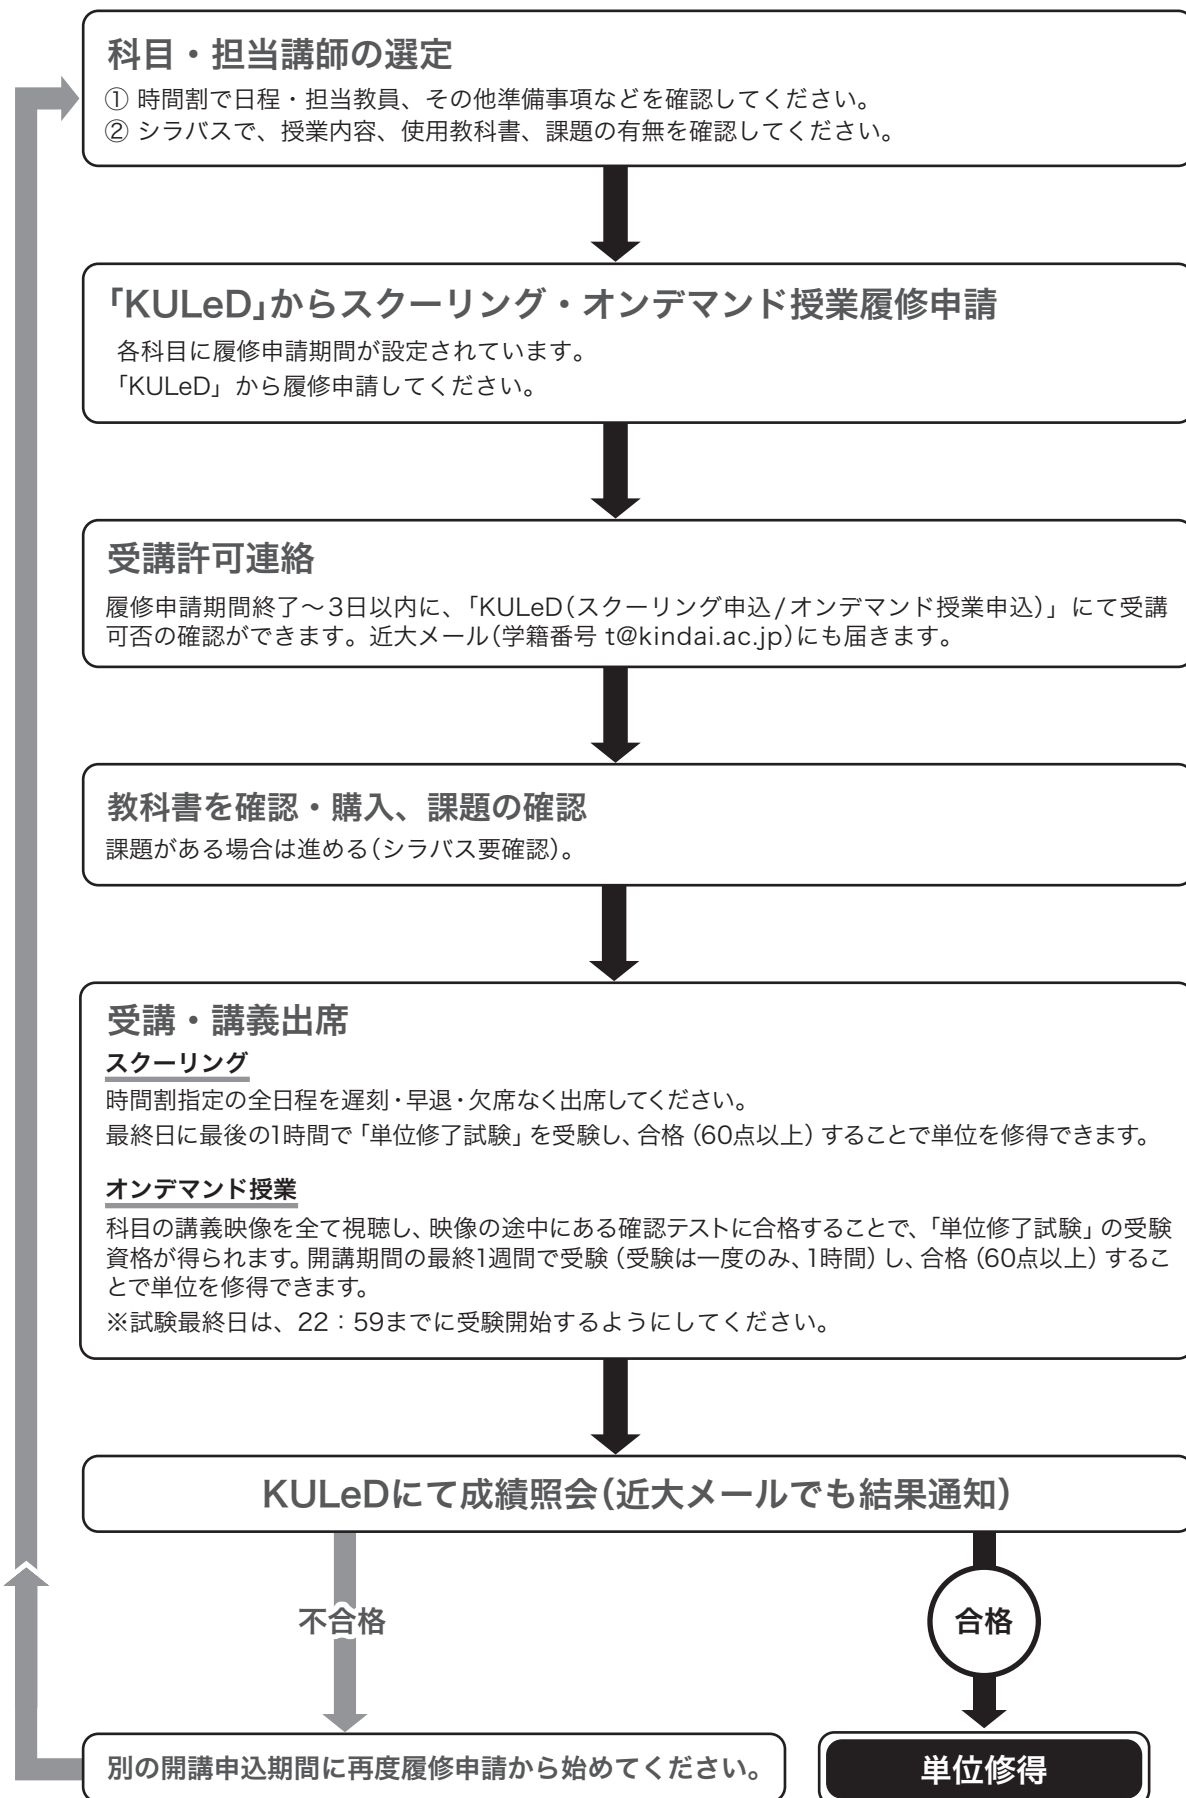 科目・担当講師の選定
① 時間割で日程・担当教員、その他準備事項などを確認してください。
② シラバスで、授業内容、使用教科書、課題の有無を確認してください。
「KULeD」からスクーリング・オンデマンド授業履修申請
各科目に履修申請期間が設定されています。
「KULeD」から履修申請してください。
受講許可連絡
履修申請期間終了～3日以内に、「KULeD(スクーリング申込/オンデマンド授業申込)」にて受講
可否の確認ができます。近大メール(学籍番号 t@kindai.ac.jp)にも届きます。
教科書を確認・購入、課題の確認
課題がある場合は進める(シラバス要確認)。
受講・講義出席
スクーリング
時間割指定の全日程を遅刻・早退・欠席なく出席してください。
最終日に最後の1時間で「単位修了試験」を受験し、合格(60点以上)することで単位を修得できます。
オンデマンド授業
科目の講義映像を全て視聴し、映像の途中にある確認テストに合格することで、「単位修了試験」の受験
資格が得られます。開講期間の最終1週間で受験(受験は一度のみ、1時間)し、合格(60点以上)するこ
とで単位を修得できます。
※試験最終日は、22:59までに受験開始するようにしてください。
KULeDにて成績照会(近大メールでも結果通知)
不合格
合格
別の開講申込期間に再度履修申請から始めてください。
単位修得